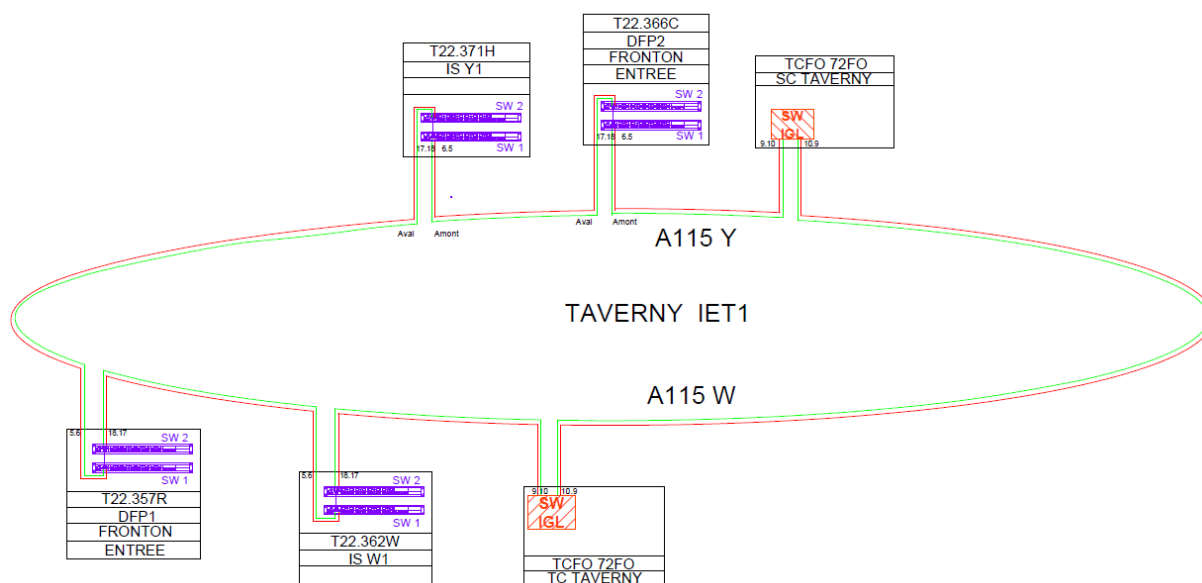 T22.371H
IS Y1
SW 2
SW 1
17.18 6.5
Aval Amont
T22.366C
DFP2
FRONTON
ENTREE
SW 2
SW 1
17.18 6.5
Aval Amont
TCFO 72FO
SC TAVERNY
SW
IGL
9.10 10.9
A115 Y
TAVERNY IET1
A115 W
5.6 18.17
SW 2
SW 1
T22.357R
DFP1
FRONTON
ENTREE
5.6 18.17
SW 2
SW 1
T22.362W
IS W1
9.10 10.9
SW
IGL
TCFO 72FO
TC TAVERNY